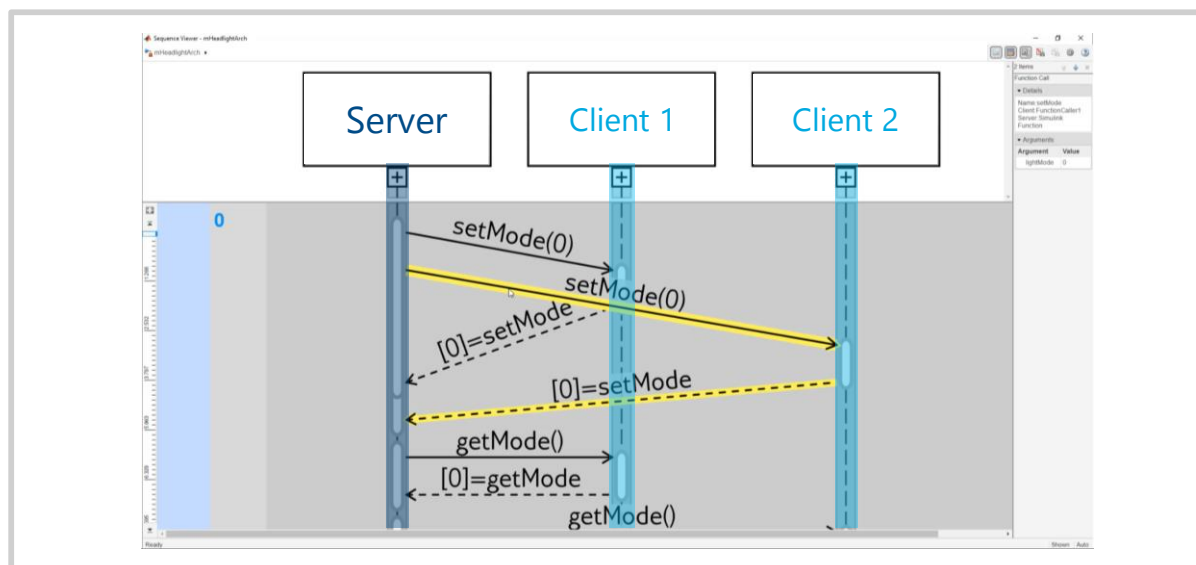 Sequence Viewer - mHeadlightArch
mHeadlightArch
Server
Client 1
Client 2
2 Items
Function Call
Details
Name setMode
Client FunctionCaller1
Server Simulink
Function
Arguments
Argument Value
lightMode 0
0
setMode(0)
setMode(0)
[0]=setMode
[0]=setMode
getMode()
[0]=getMode
getMode()
Ready
Shown Auto